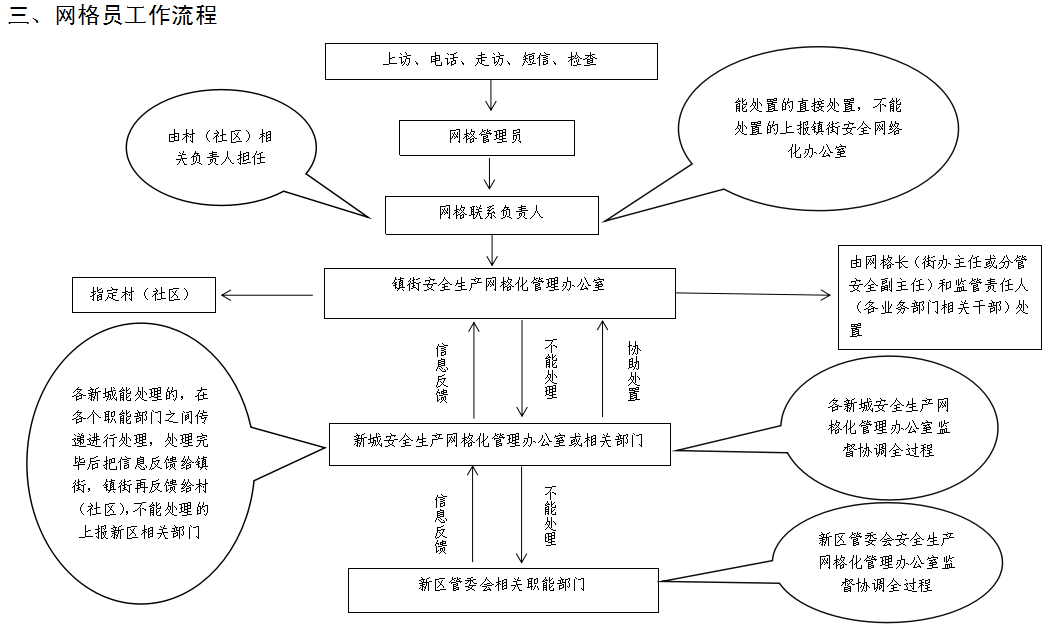 三、网格员工作流程
上访、电话、走访、短信、检查
网格管理员
由村（社区）相
关负责人担任
能处置的直接处置，不能
处置的上报镇街安全网络
化办公室
网格联系负责人
镇街安全生产网格化管理办公室
指定村（社区）
由网格长（街办主任或分管
安全副主任）和监管责任人
（各业务部门相关干部）处
置
信息反馈
不能处理
协助处置
各新城能处理的，在
各个职能部门之间传
递进行处理，处理完
毕后把信息反馈给镇
街，镇街再反馈给村
（社区），不能处理的
上报新区相关部门
新城安全生产网格化管理办公室或相关部门
各新城安全生产网
格化管理办公室监
督协调全过程
信息反馈
不能处理
新区管委会相关职能部门
新区管委会安全生产
网格化管理办公室监
督协调全过程